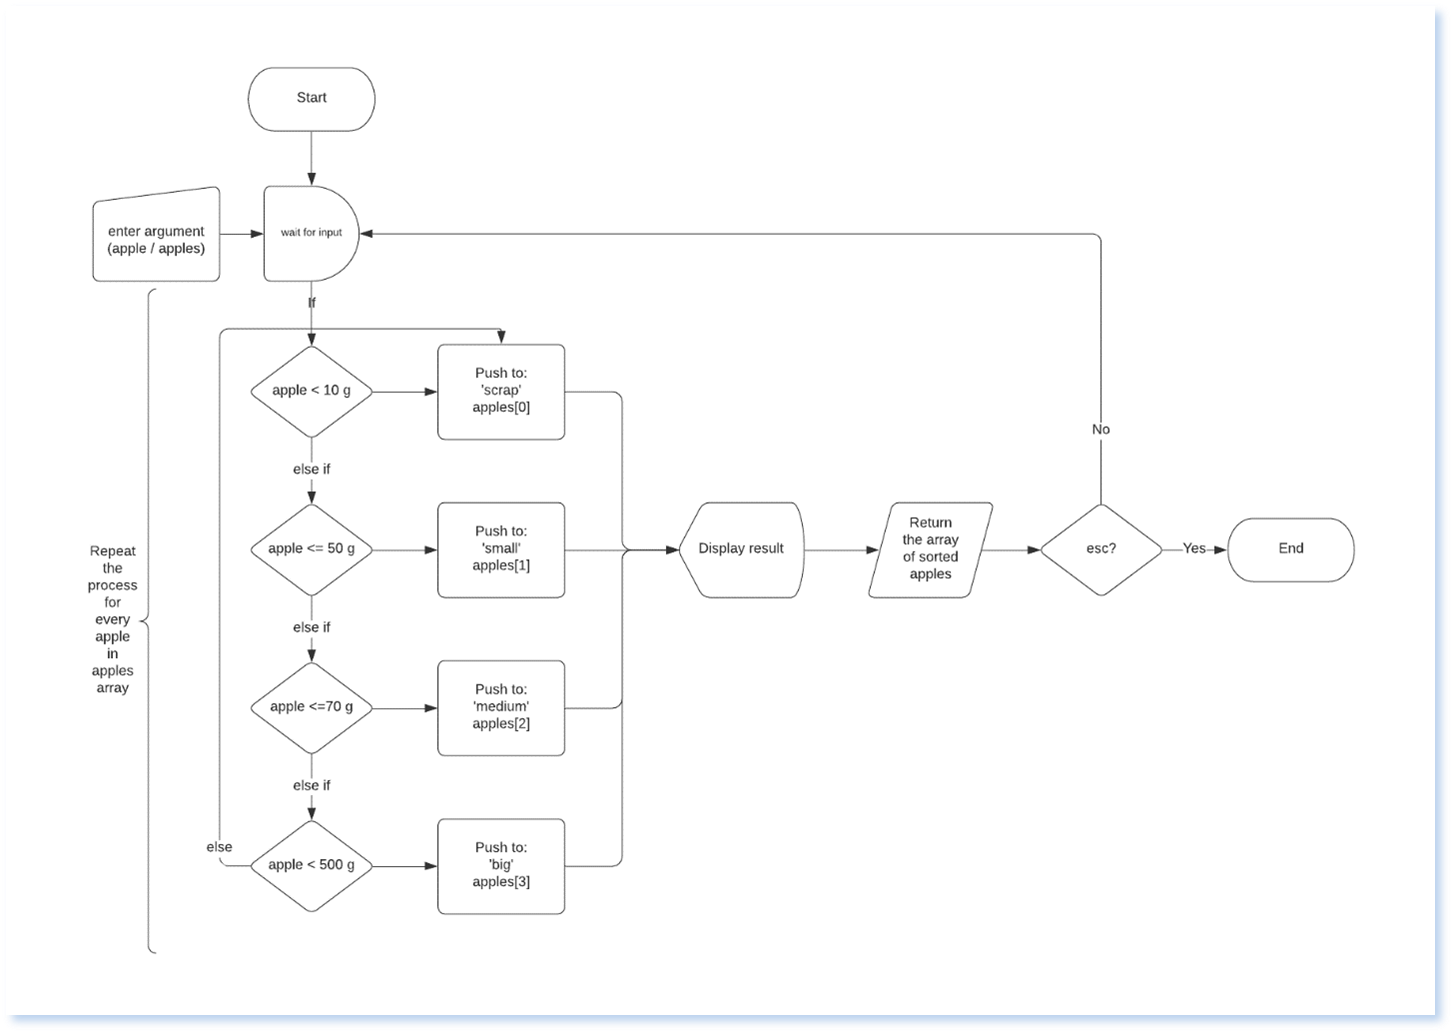 Start
enter argument
(apple / apples)
wait for input
If
apple < 10 g
Push to:
'scrap'
apples[0]
else if
apple <= 50 g
Push to:
'small'
apples[1]
else if
apple <=70 g
Push to:
'medium'
apples[2]
else if
else
apple < 500 g
Push to:
'big'
apples[3]
Repeat
the
process
for
every
apple
in
apples
array
Display result
Return
the array
of sorted
apples
esc?
No
Yes
End